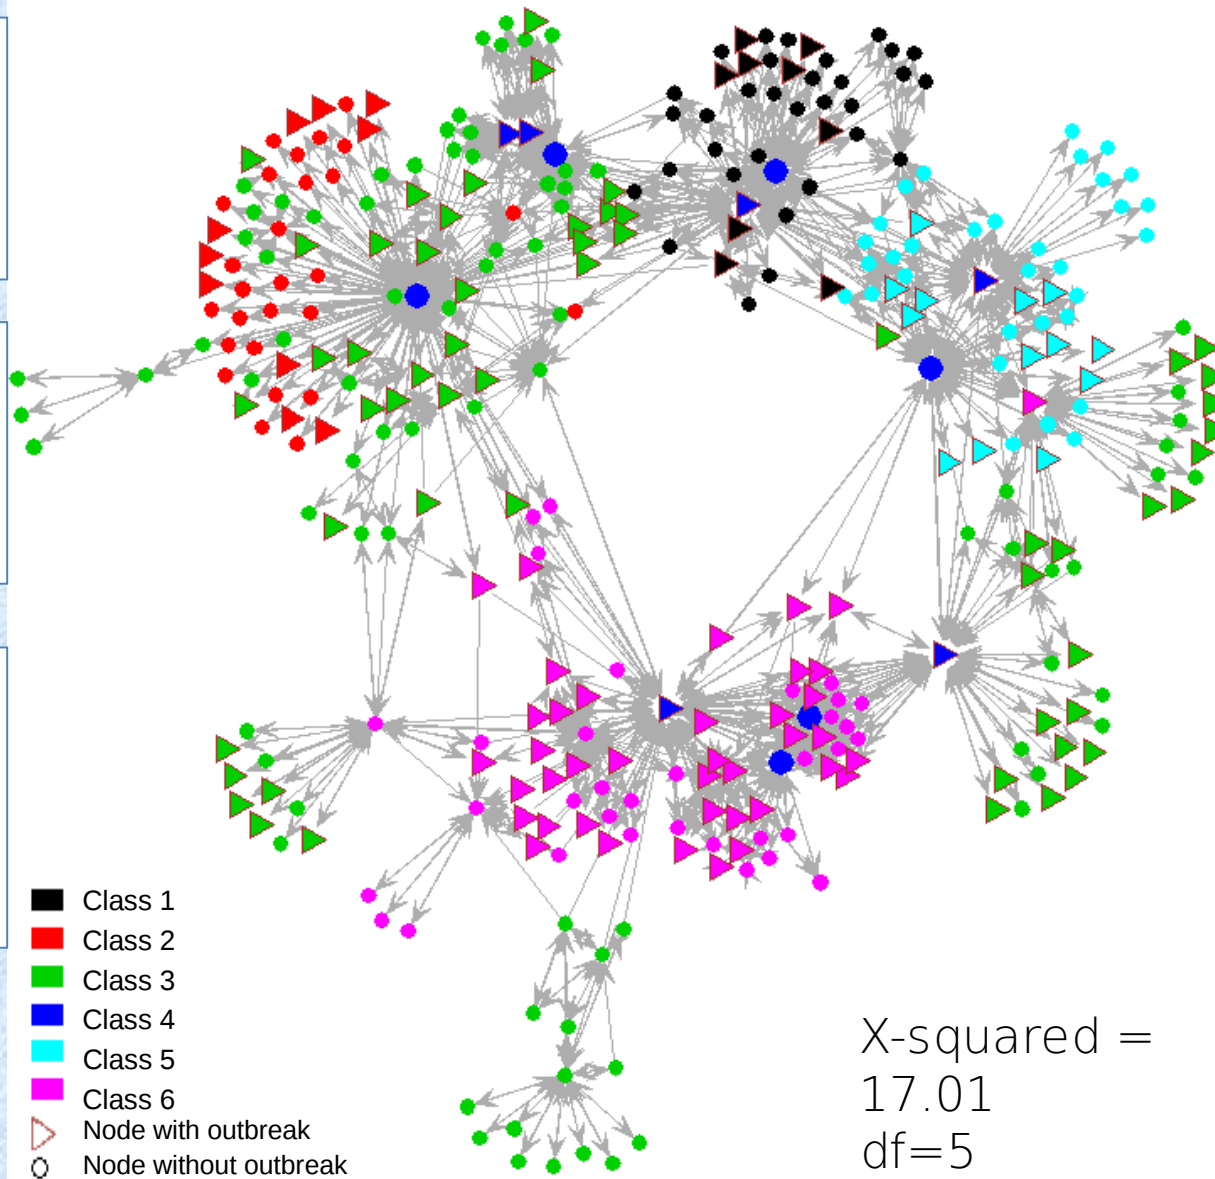 Class 1
Class 2
Class 3
Class 4
Class 5
Class 6
Node with outbreak
Node without outbreak
X-squared =
17.01
df=5